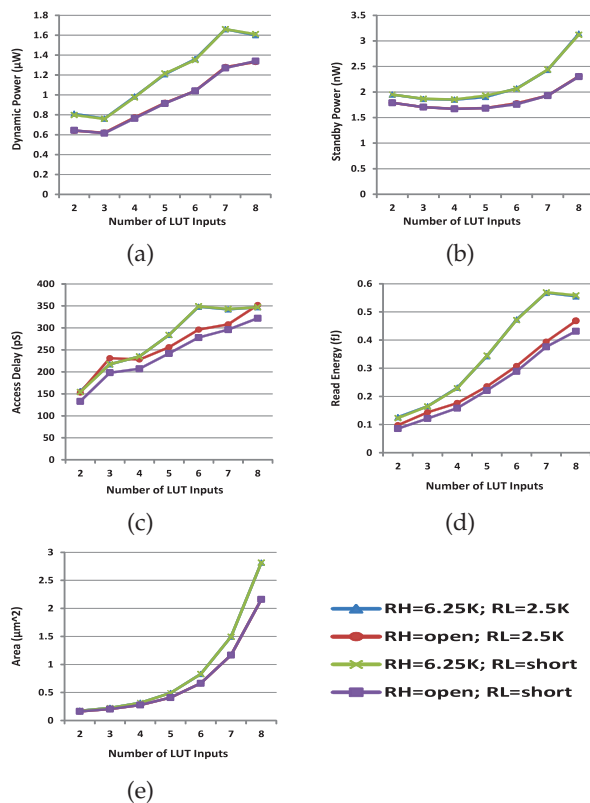 1.8
1.6
1.4
1.2
1
0.8
0.6
0.4
0.2
0
Dynamic Power (µW)
2 3 4 5 6 7 8
Number of LUT Inputs
(a)
3.5
3
2.5
2
1.5
1
0.5
0
Standby Power (nW)
2 3 4 5 6 7 8
Number of LUT Inputs
(b)
400
350
300
250
200
150
100
50
0
Access Delay (pS)
2 3 4 5 6 7 8
Number of LUT Inputs
(c)
0.6
0.5
0.4
0.3
0.2
0.1
0
Read Energy (fJ)
2 3 4 5 6 7 8
Number of LUT Inputs
(d)
3
2.5
2
1.5
1
0.5
0
Area (µm^2)
2 3 4 5 6 7 8
Number of LUT Inputs
(e)
RH=6.25K; RL=2.5K
RH=open; RL=2.5K
RH=6.25K; RL=short
RH=open; RL=short